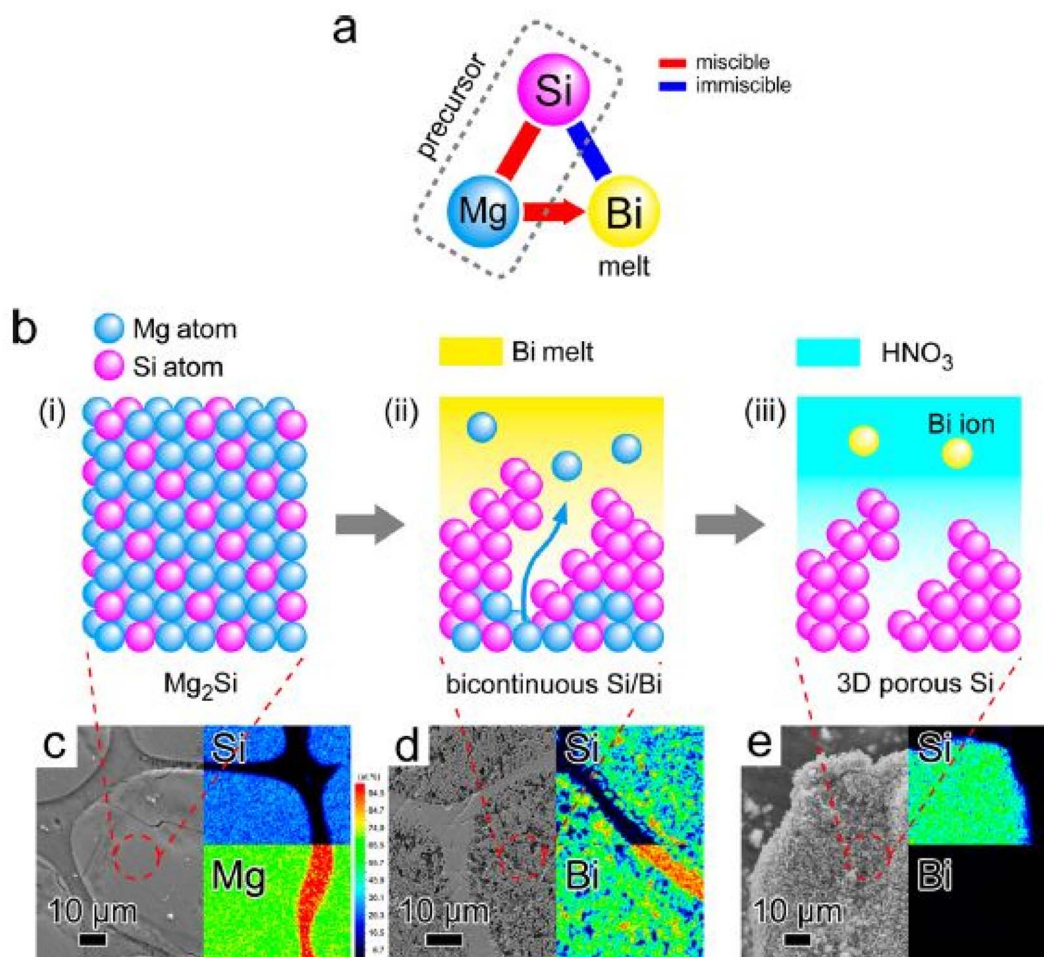 a
precursor
Si
Mg
Bi
melt
miscible
immiscible
b
Mg atom
Si atom
Bi melt
HNO3
(i)
(ii)
(iii)
Bi ion
Mg2Si
bicontinuous Si/Bi
3D porous Si
c
Si
Mg
10 μm
d
Si
Bi
10 μm
e
Si
Bi
10 μm